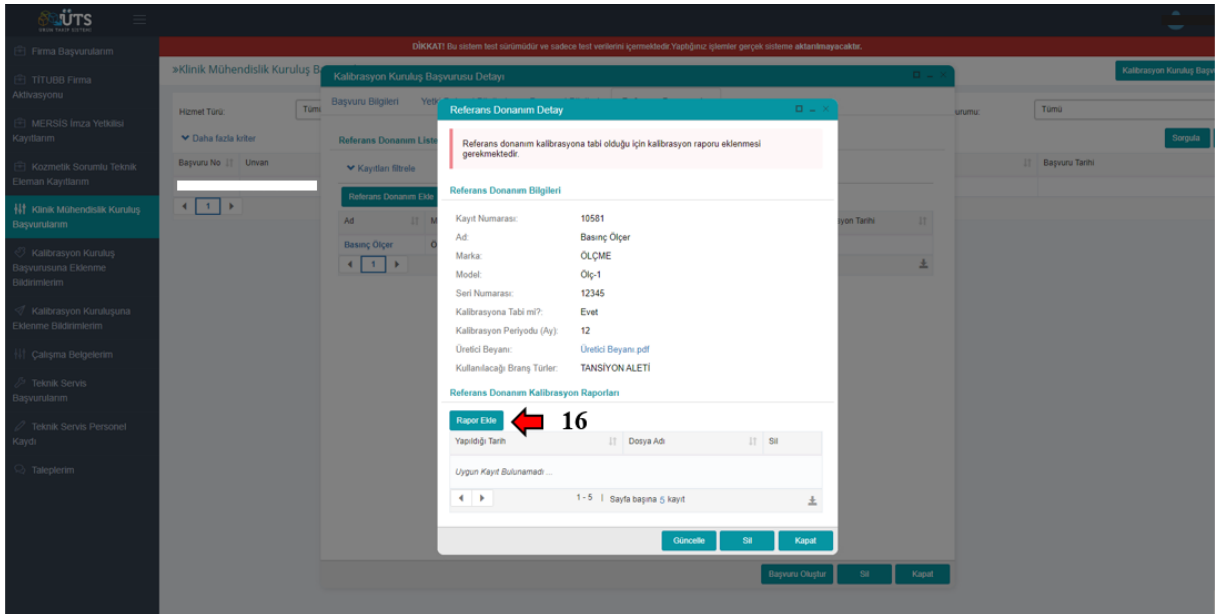 ÜTS
ÜRÜN TAKİP SİSTEMİ
DİKKAT! Bu sistem test sürümüdür ve sadece test verilerini içermektedir.Yaptığınız işlemler gerçek sisteme aktarılmayacaktır.
Firma Başvurularım
TİTUBB Firma
Aktivasyonu
MERSİS İmza Yetkilisi
Kayıtlarım
Kozmetik Sorumlu Teknik
Eleman Kayıtlarım
Klinik Mühendislik Kuruluş
Başvurularım
Kalibrasyon Kuruluş
Başvurusuna Eklenme
Bildirimlerim
Kalibrasyon Kuruluşuna
Eklenme Bildirimlerim
Çalışma Belgelerim
Teknik Servis
Başvurularım
Teknik Servis Personel
Kaydı
Taleplerim
»Klinik Mühendislik Kuruluş
Kalibrasyon Kuruluş
Hizmet Türü:
Tümü
Daha fazla kriter
Sorgula
Başvuru No
Unvan
Başvuru Tarihi
1
Kalibrasyon Kuruluş Başvurusu Detayı
Başvuru Bilgileri
Referans Donanım
Kayıtları filtrele
Referans Donanım Ekle
Ad
Basınç Ölçer
1
Tarihi
Başvuru Oluştur
Sil
Kapat
Referans Donanım Detay
Referans donanım kalibrasyona tabi olduğu için kalibrasyon raporu eklenmesi
gerekmektedir.
Referans Donanım Bilgileri
Kayıt Numarası: 10581
Ad: Basınç Ölçer
Marka: ÖLÇME
Model: Ölç-1
Seri Numarası: 12345
Kalibrasyona Tabi mi?: Evet
Kalibrasyon Periyodu (Ay): 12
Üretici Beyanı: Üretici Beyanı.pdf
Kullanılacağı Branş Türler: TANSİYON ALETİ
Referans Donanım Kalibrasyon Raporları
Rapor Ekle
16
Yapıldığı Tarih
Dosya Adı
Sil
Uygun Kayıt Bulunamadı ...
1 - 5 | Sayfa başına 5 kayıt
Güncelle
Sil
Kapat